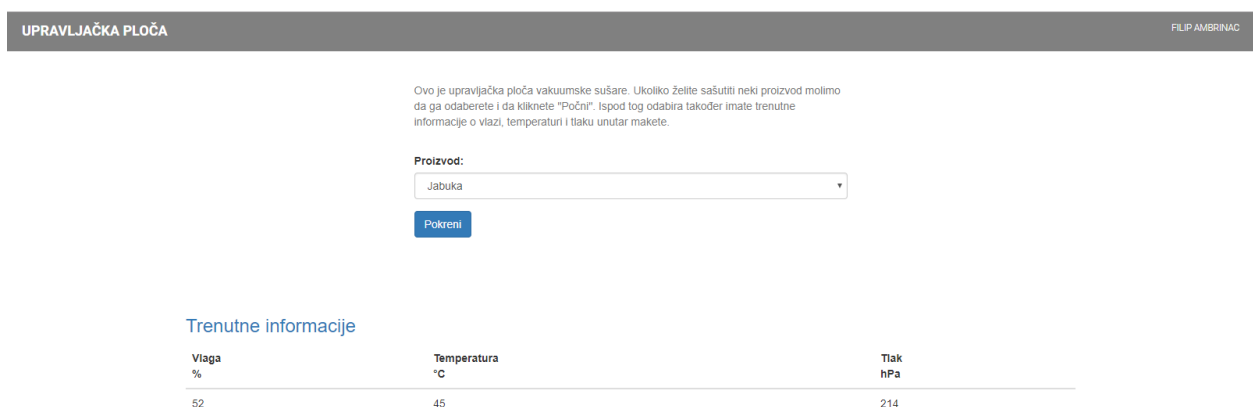 UPRAVLJAČKA PLOČA
FILIP AMBRINAC
Ovo je upravljačka ploča vakuumske sušare. Ukoliko želite sašutiti neki proizvod molimo
da ga odaberete i da kliknete "Počni". Ispod tog odabira također imate trenutne
informacije o vlazi, temperaturi i tlaku unutar makete.
Proizvod:
Jabuka
Pokreni
Trenutne informacije
Vlaga Temperatura Tlak
% °C hPa
52 45 214